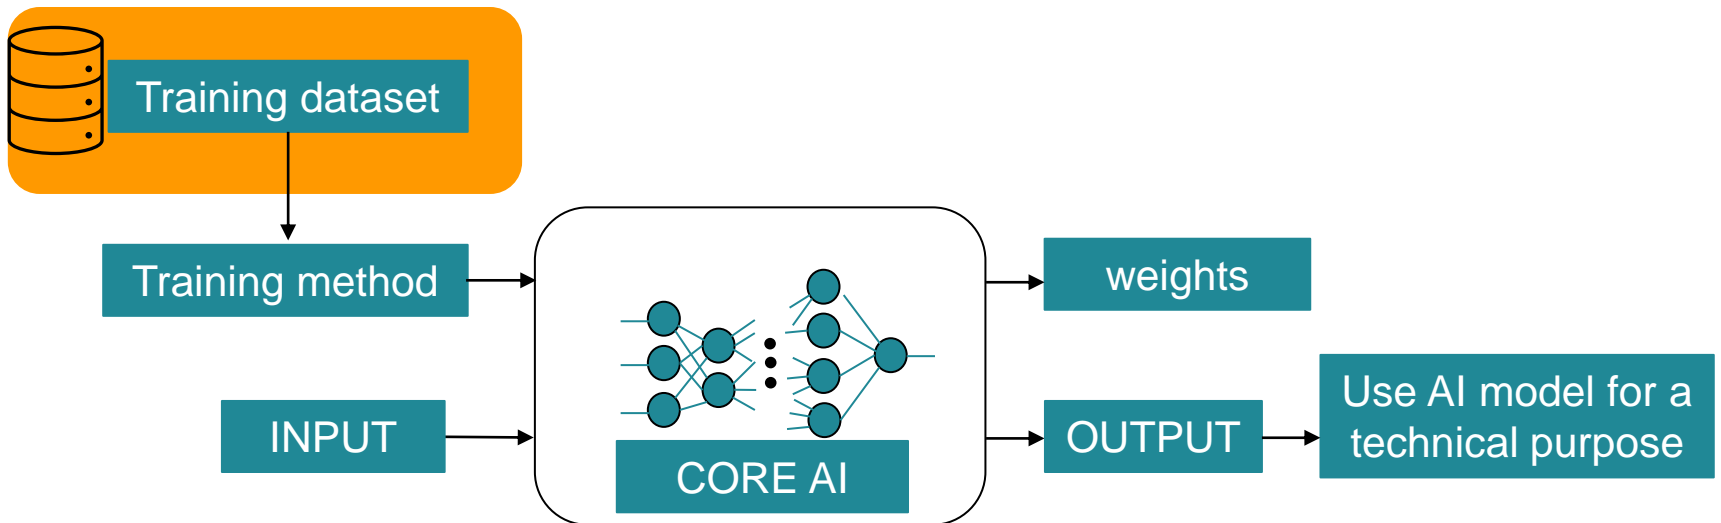 Training dataset
Training method
weights
INPUT
CORE AI
OUTPUT
Use AI model for a
technical purpose